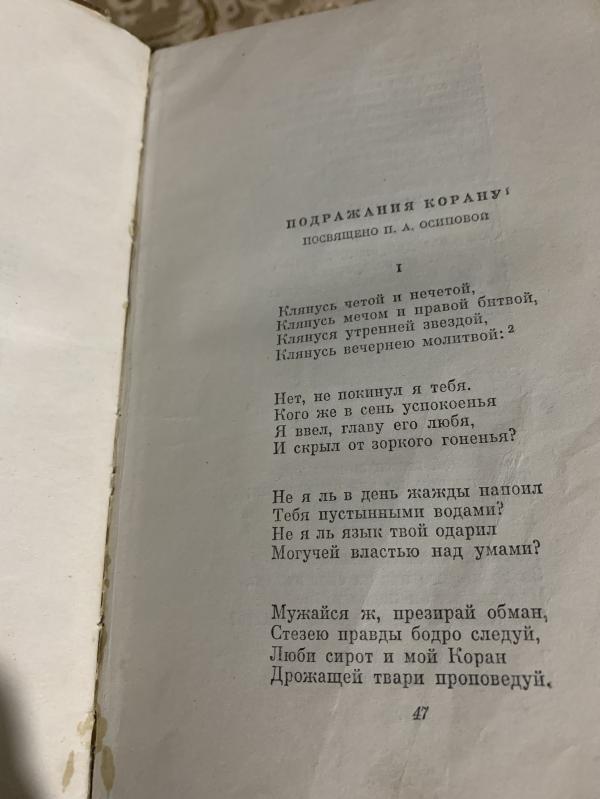 ПОДРАЖАНИЯ КОРАНУ¹
ПОСВЯЩЕНО П. А. ОСИПОВОЙ
I
Клянусь четой и нечетой,
Клянусь мечом и правой битвой,
Клянуся утренней звездой,
Клянусь вечернею молитвой:²
Нет, не покинул я тебя.
Кого же в сень успокоенья
Я ввел, главу его любя,
И скрыл от зоркого гоненья?
Не я ль в день жажды напоил
Тебя пустынными водами?
Не я ль язык твой одарил
Могучей властью над умами?
Мужайся ж, презирай обман,
Стезею правды бодро следуй,
Люби сирот и мой Коран
Дрожащей твари проповедуй.
47